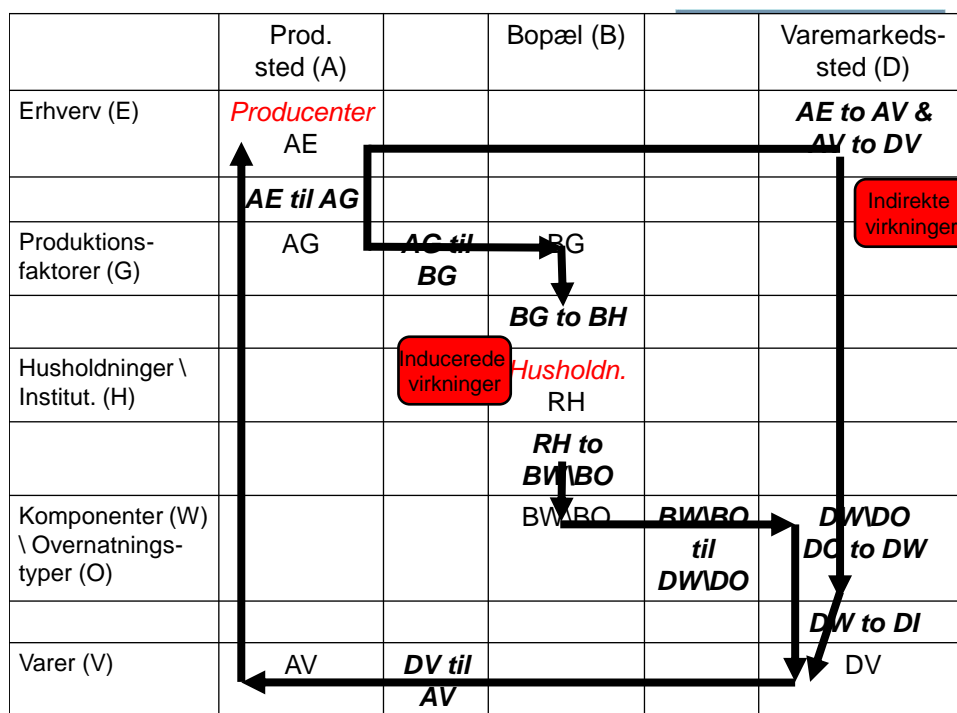 Prod.
sted (A)
Bopæl (B)
Varemarkeds-
sted (D)
Erhverv (E)
Producenter
AE
AE to AV &
AV to DV
AE til AG
Indirekte
virkninger
Produktions-
faktorer (G)
AG
AG til
BG
BG
BG to BH
Inducerede
virkninger
Husholdninger \
Institut. (H)
Husholdn.
RH
RH to
BW\BO
Komponenter (W)
\ Overnatnings-
typer (O)
BW\BO
BW\BO
til
DW\DO
DW\DO
DO to DW
DW to DI
Varer (V)
AV
DV til
AV
DV